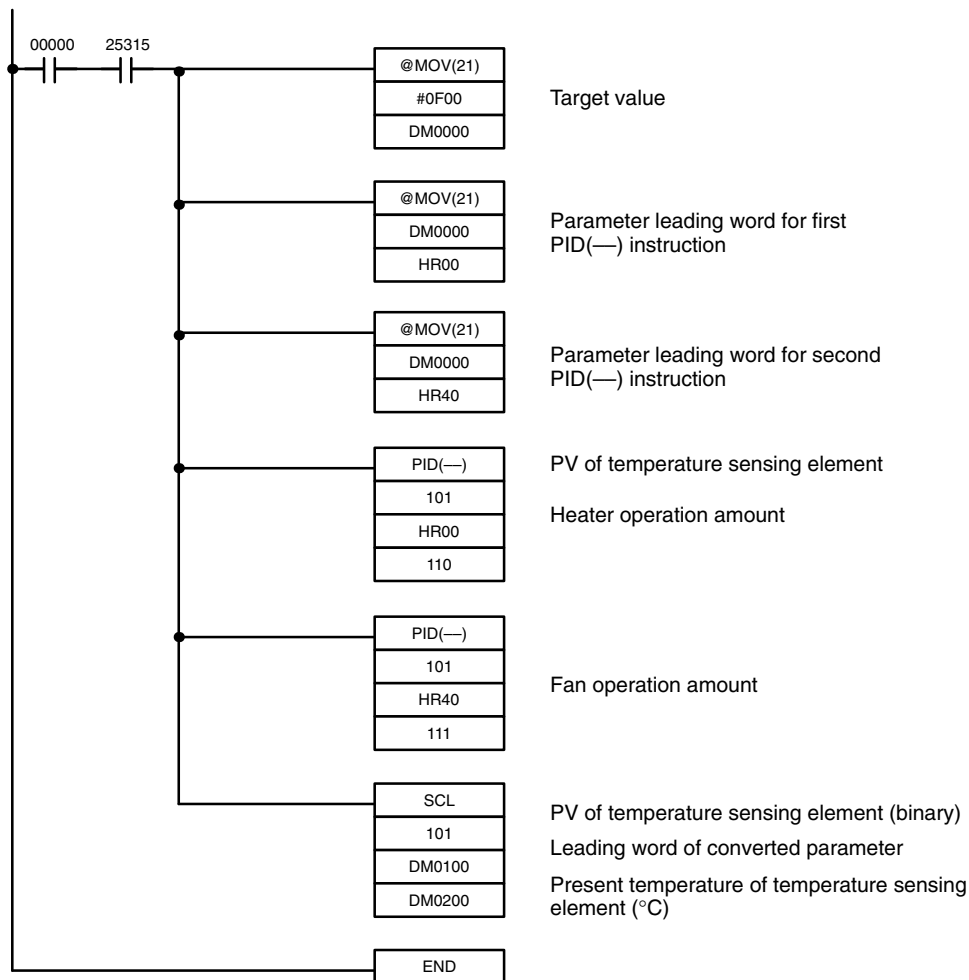 00000 25315
@MOV(21)
#0F00
DM0000
Target value
@MOV(21)
DM0000
HR00
Parameter leading word for first
PID(—) instruction
@MOV(21)
DM0000
HR40
Parameter leading word for second
PID(—) instruction
PID(—)
101
HR00
110
PV of temperature sensing element
Heater operation amount
PID(—)
101
HR40
111
Fan operation amount
SCL
101
DM0100
DM0200
PV of temperature sensing element (binary)
Leading word of converted parameter
Present temperature of temperature sensing
element (°C)
END